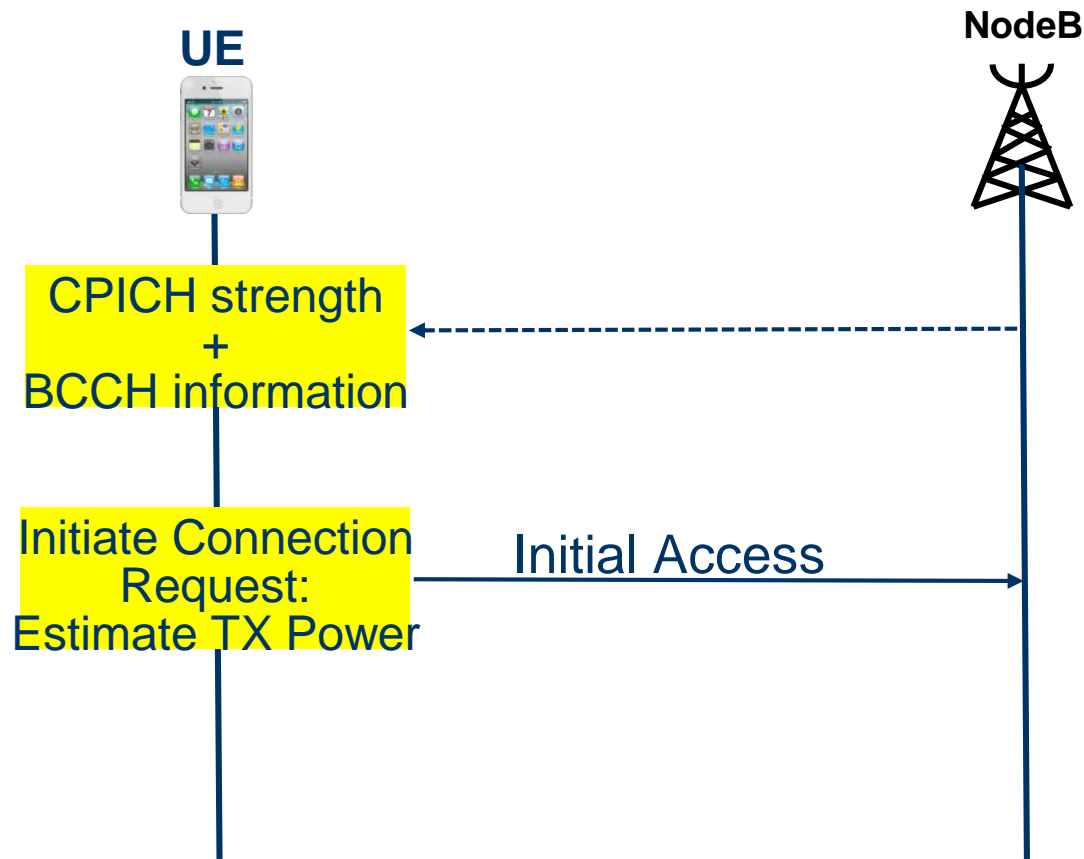 UE
NodeB
CPICH strength
+
BCCH information
Initiate Connection
Request:
Estimate TX Power
Initial Access